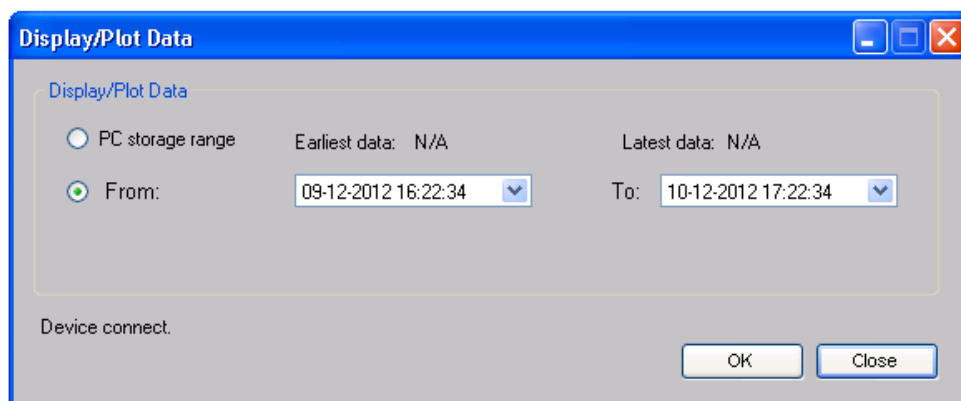 Display/Plot Data
Display/Plot Data
PC storage range Earliest data: N/A Latest data: N/A
From: 09-12-2012 16:22:34 To: 10-12-2012 17:22:34
Device connect.
OK Close